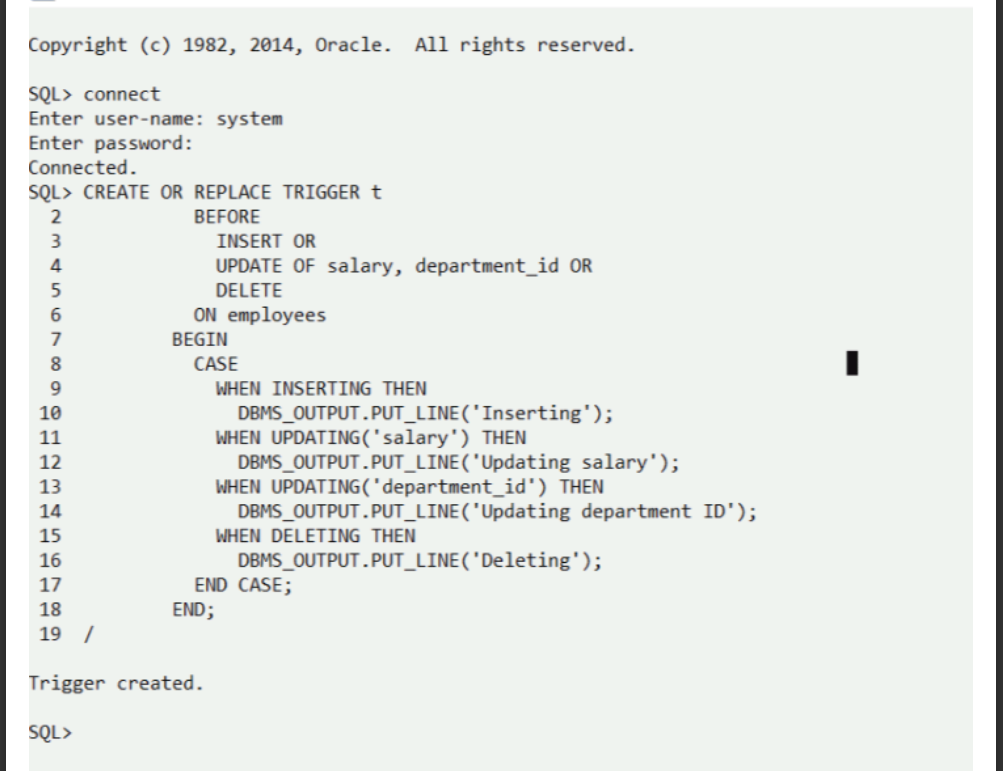 Copyright (c) 1982, 2014, Oracle.  All rights reserved.
SQL> connect
Enter user-name: system
Enter password:
Connected.
SQL> CREATE OR REPLACE TRIGGER t
  2            BEFORE
  3              INSERT OR
  4              UPDATE OF salary, department_id OR
  5              DELETE
  6            ON employees
  7          BEGIN
  8            CASE
  9              WHEN INSERTING THEN
 10                DBMS_OUTPUT.PUT_LINE('Inserting');
 11              WHEN UPDATING('salary') THEN
 12                DBMS_OUTPUT.PUT_LINE('Updating salary');
 13              WHEN UPDATING('department_id') THEN
 14                DBMS_OUTPUT.PUT_LINE('Updating department ID');
 15              WHEN DELETING THEN
 16                DBMS_OUTPUT.PUT_LINE('Deleting');
 17            END CASE;
 18          END;
 19  /
Trigger created.
SQL>